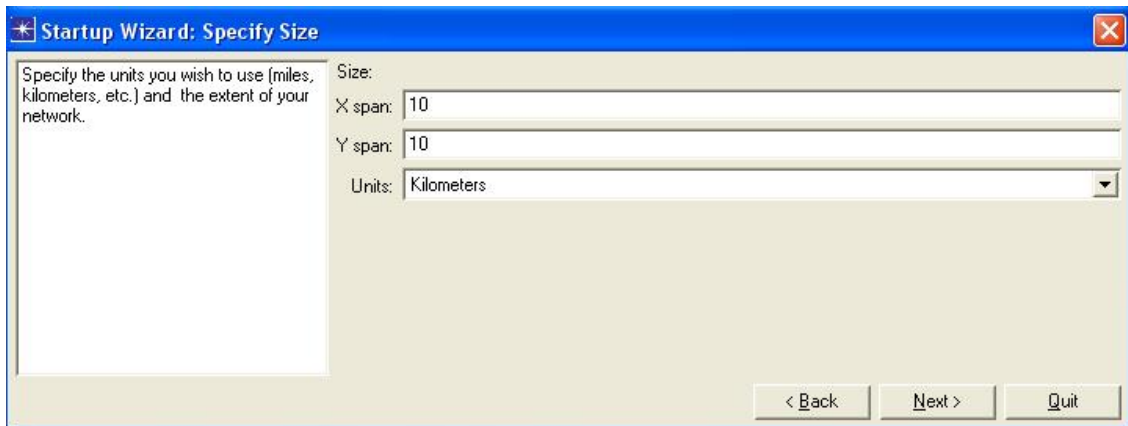 Startup Wizard: Specify Size
Specify the units you wish to use (miles,
kilometers, etc.) and the extent of your
network.
Size:
X span: 10
Y span: 10
Units: Kilometers
< Back Next > Quit